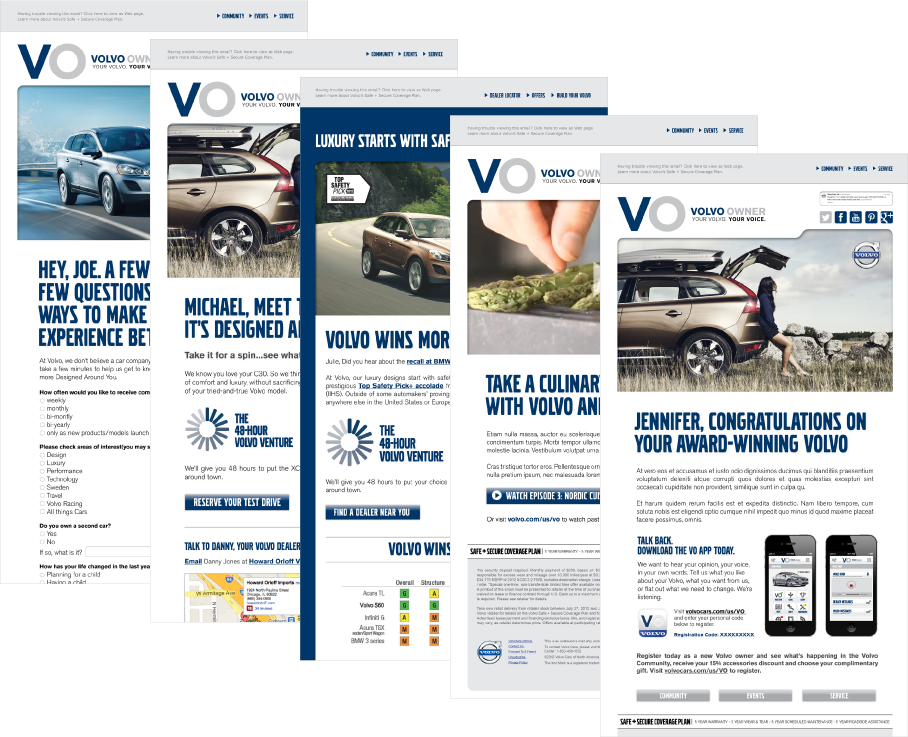 Having trouble viewing this email? Click here to view as Web page.
Learn more about Volvo's Safe + Secure Coverage Plan.
COMMUNITY EVENTS SERVICE
VO VOLVO OWN
YOUR VOLVO. YOUR V
HEY, JOE. A FEW
FEW QUESTIONS
WAYS TO MAKE
EXPERIENCE BET
At Volvo, we don't believe a car company
take a few minutes to help us get to kno
more Designed Around You.
How often would you like to receive com
weekly
monthly
bi-montly
bi-yearly
only as new products/models launch
Please check areas of interest(you may s
Design
Luxury
Performance
Technology
Sweden
Travel
Volvo Racing
All things Cars
Do you own a second car?
Yes
No
If so, what is it?
How has your life changed in the last yea
Planning for a child
Having a child
Having trouble viewing this email? Click here to view as Web page.
Learn more about Volvo's Safe + Secure Coverage Plan.
COMMUNITY EVENTS SERVICE
VO VOLVO OWN
YOUR VOLVO. YOUR V
MICHAEL, MEET T
IT'S DESIGNED A
Take it for a spin...see what
We know you love your C30. So we thin
of comfort and luxury, without sacrificing
of your tried-and-true Volvo model.
THE
48-HOUR
VOLVO VENTURE
We'll give you 48 hours to put the XC
around town.
RESERVE YOUR TEST DRIVE
TALK TO DANNY, YOUR VOLVO DEALER
Email Danny Jones at Howard Orloff V
W Armitage Ave
Howard Orloff Imports
Having trouble viewing this email? Click here to view as Web page.
Learn more about Volvo's Safe + Secure Coverage Plan.
DEALER LOCATOR OFFERS BUILD YOUR VOLVO
LUXURY STARTS WITH SAF
TOP
SAFETY
PICK
VOLVO WINS MOR
Julie, Did you hear about the recall at BMW
At Volvo, our luxury designs start with safet
prestigious Top Safety Pick+ accolade fr
(IIHS). Outside of some automakers' proving
anywhere else in the United States or Europe
THE
48-HOUR
VOLVO VENTURE
We'll give you 48 hours to put your choice
around town.
FIND A DEALER NEAR YOU
VOLVO WINS
Overall Structure
Acura TL G A
Volvo S60 G G
Infiniti G A A
Acura TSX M M
sedan/Sport Wagon
BMW 3 series M M
Having trouble viewing this email? Click here to view as Web page.
Learn more about Volvo's Safe + Secure Coverage Plan.
COMMUNITY EVENTS SERVICE
VO VOLVO OWN
YOUR VOLVO. YOUR V
TAKE A CULINAR
WITH VOLVO AN
Etiam nulla massa, auctor eu scelerisque
condimentum turpis. Morbi tempor ullamc
molestie lacinia. Vestibulum volutpat urna
Cras tristique tortor eros. Pellentesque orn
nulla pretium ipsum, nec malesuada lorem
WATCH EPISODE 3: NORDIC CUI
Or visit volvo.com/us/vo to watch past
SAFE+SECURE COVERAGE PLAN
Having trouble viewing this email? Click here to view as Web page.
Learn more about Volvo's Safe + Secure Coverage Plan.
COMMUNITY EVENTS SERVICE
VO VOLVO OWNER
YOUR VOLVO. YOUR VOICE.
VOLVO
JENNIFER, CONGRATULATIONS ON
YOUR AWARD-WINNING VOLVO
At vero eos et accusamus et iusto odio dignissimos ducimus qui blanditiis praesentium
voluptatum deleniti atque corrupti quos dolores et quas molestias excepturi sint
occaecati cupiditate non provident, similique sunt in culpa qu.
Et harum quidem rerum facilis est et expedita distinctio. Nam libero tempore, cum
soluta nobis est eligendi optio cumque nihil impedit quo minus id quod maxime placeat
facere possimus, omnis.
TALK BACK.
DOWNLOAD THE VO APP TODAY.
We want to hear your opinion, your voice,
in your own words. Tell us what you like
about your Volvo, what you want from us,
or flat out what we need to change. We're
listening.
VO
Visit volvocars.com/us/VO
and enter your personal code
below to register.
Registration Code: XXXXXXXXX
Register today as a new Volvo owner and see what's happening in the Volvo
Community, receive your 15% accessories discount and choose your complimentary
gift. Visit volvocars.com/us/VO to register.
COMMUNITY EVENTS SERVICE
SAFE+SECURE COVERAGE PLAN 5 YEAR WARRANTY - 5 YEAR WEAR & TEAR - 5 YEAR SCHEDULED MAINTENANCE - 5 YEAR ROADSIDE ASSISTANCE